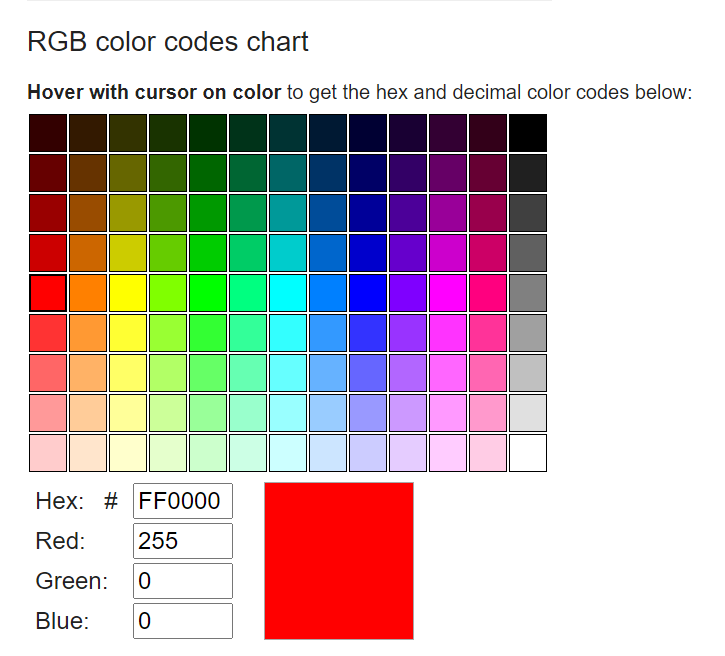 RGB color codes chart
Hover with cursor on color to get the hex and decimal color codes below:
Hex: # FF0000
Red: 255
Green: 0
Blue: 0